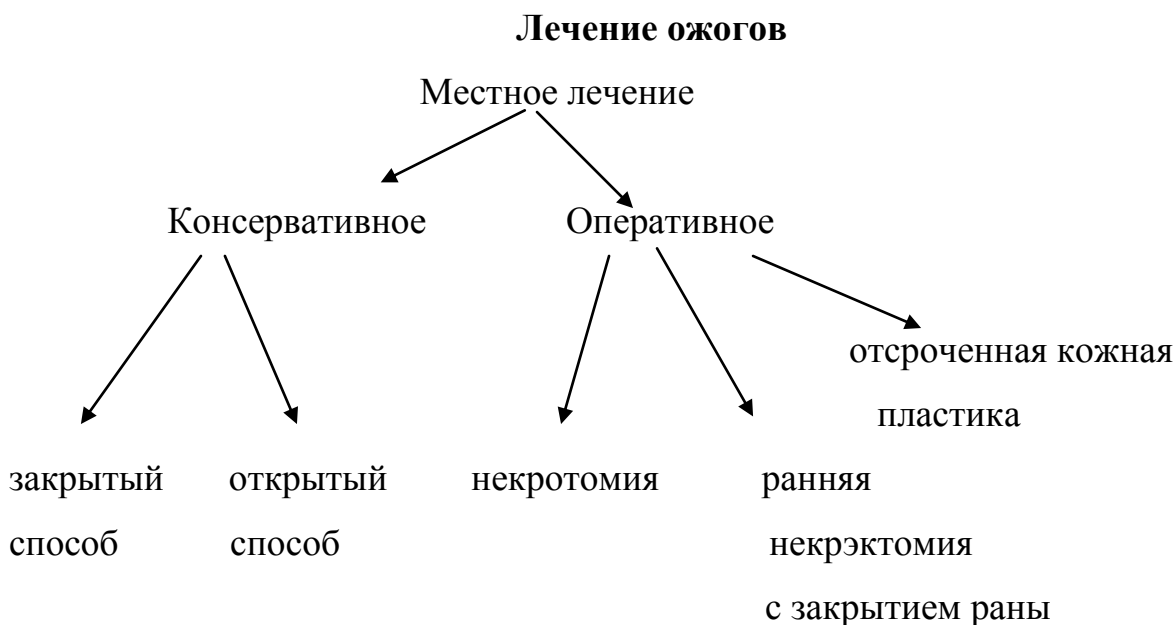 Лечение ожогов
Местное лечение
Консервативное
Оперативное
отсроченная кожная
пластика
закрытый
способ
открытый
способ
некротомия
ранняя
некрэктомия
с закрытием раны